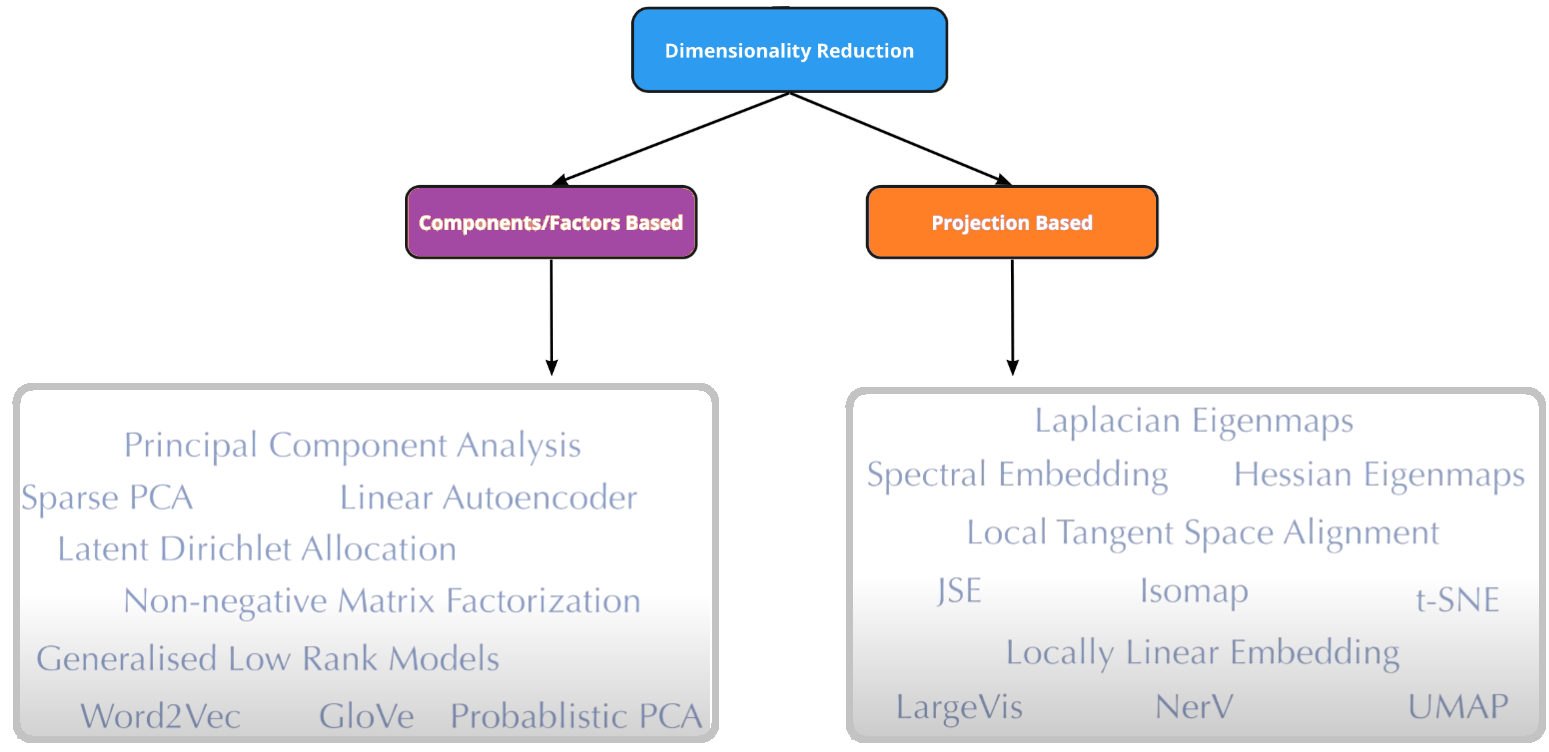 Dimensionality Reduction
Components/Factors Based
Projection Based
Principal Component Analysis
Sparse PCA
Linear Autoencoder
Latent Dirichlet Allocation
Non-negative Matrix Factorization
Generalised Low Rank Models
Word2Vec
GloVe
Probablistic PCA
Laplacian Eigenmaps
Spectral Embedding
Hessian Eigenmaps
Local Tangent Space Alignment
JSE
Isomap
t-SNE
Locally Linear Embedding
LargeVis
NerV
UMAP